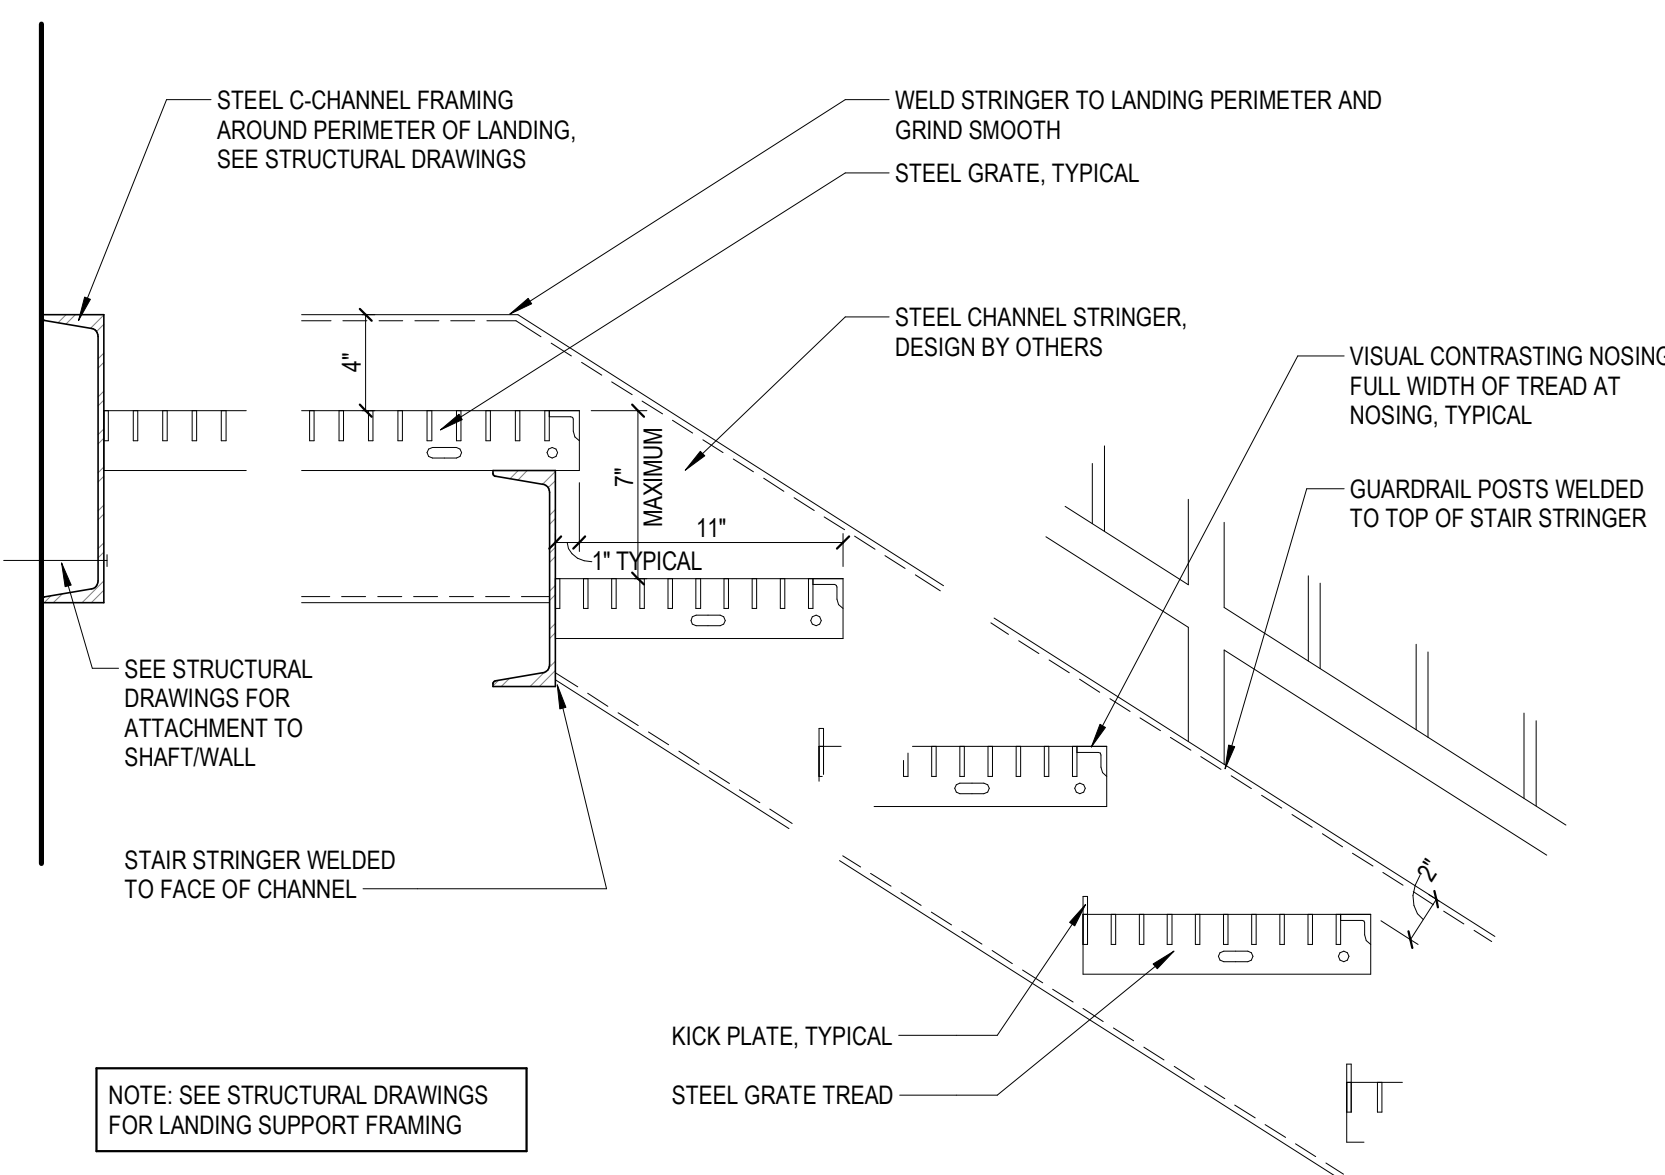 STEEL C-CHANNEL FRAMING
AROUND PERIMETER OF LANDING,
SEE STRUCTURAL DRAWINGS
WELD STRINGER TO LANDING PERIMETER AND
GRIND SMOOTH
STEEL GRATE, TYPICAL
STEEL CHANNEL STRINGER,
DESIGN BY OTHERS
VISUAL CONTRASTING NOSING
FULL WIDTH OF TREAD AT
NOSING, TYPICAL
GUARDRAIL POSTS WELDED
TO TOP OF STAIR STRINGER
4"
7"
MAXIMUM
11"
1" TYPICAL
SEE STRUCTURAL
DRAWINGS FOR
ATTACHMENT TO
SHAFT/WALL
STAIR STRINGER WELDED
TO FACE OF CHANNEL
2"
KICK PLATE, TYPICAL
STEEL GRATE TREAD
NOTE: SEE STRUCTURAL DRAWINGS
FOR LANDING SUPPORT FRAMING